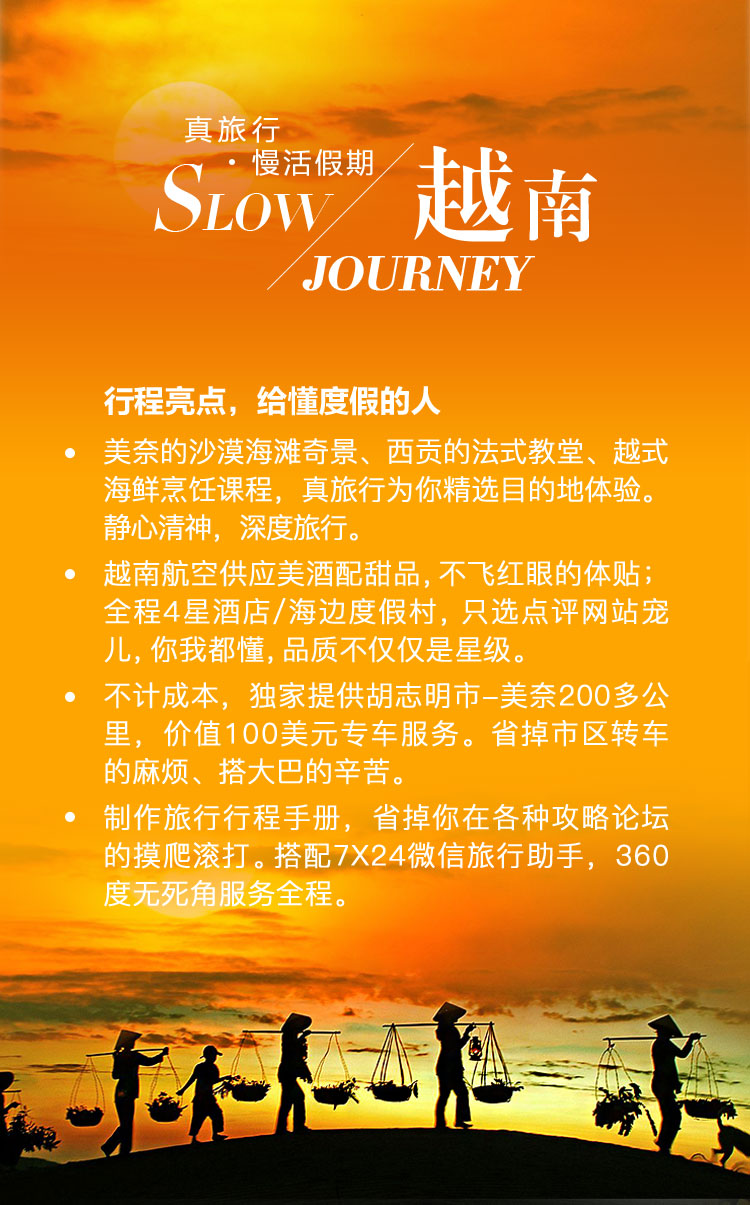 真旅行
·慢活假期
SLOW
越南
JOURNEY
行程亮点，给懂度假的人
• 美奈的沙漠海滩奇景、西贡的法式教堂、越式
海鲜烹饪课程，真旅行为你精选目的地体验。
静心清神，深度旅行。
• 越南航空供应美酒配甜品，不飞红眼的体贴；
全程4星酒店/海边度假村，只选点评网站宠
儿，你我都懂，品质不仅仅是星级。
• 不计成本，独家提供胡志明市-美奈200多公
里，价值100美元专车服务。省掉市区转车
的麻烦、搭大巴的辛苦。
• 制作旅行行程手册，省掉你在各种攻略论坛
的摸爬滚打。搭配7X24微信旅行助手，360
度无死角服务全程。